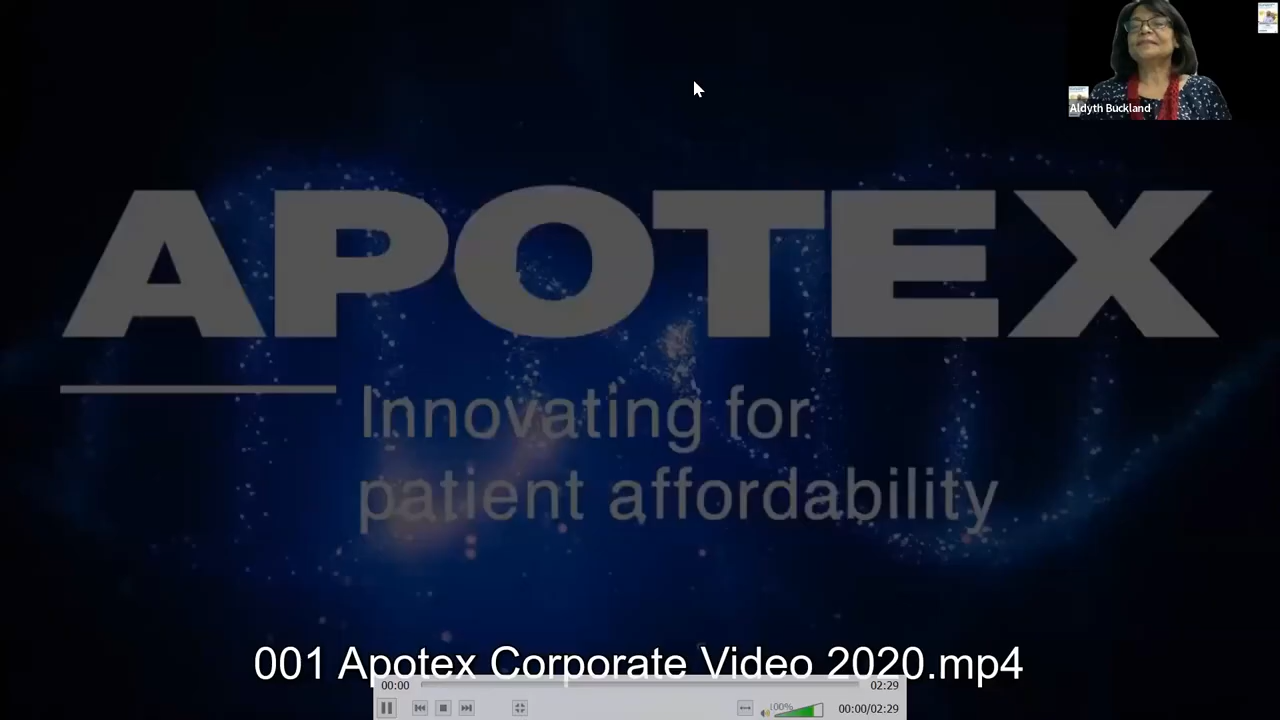 Aldyth Buckland
APOTEX
Innovating for
patient affordability
001 Apotex Corporate Video 2020.mp4
00:00
02:29
100%
00:00/02:29